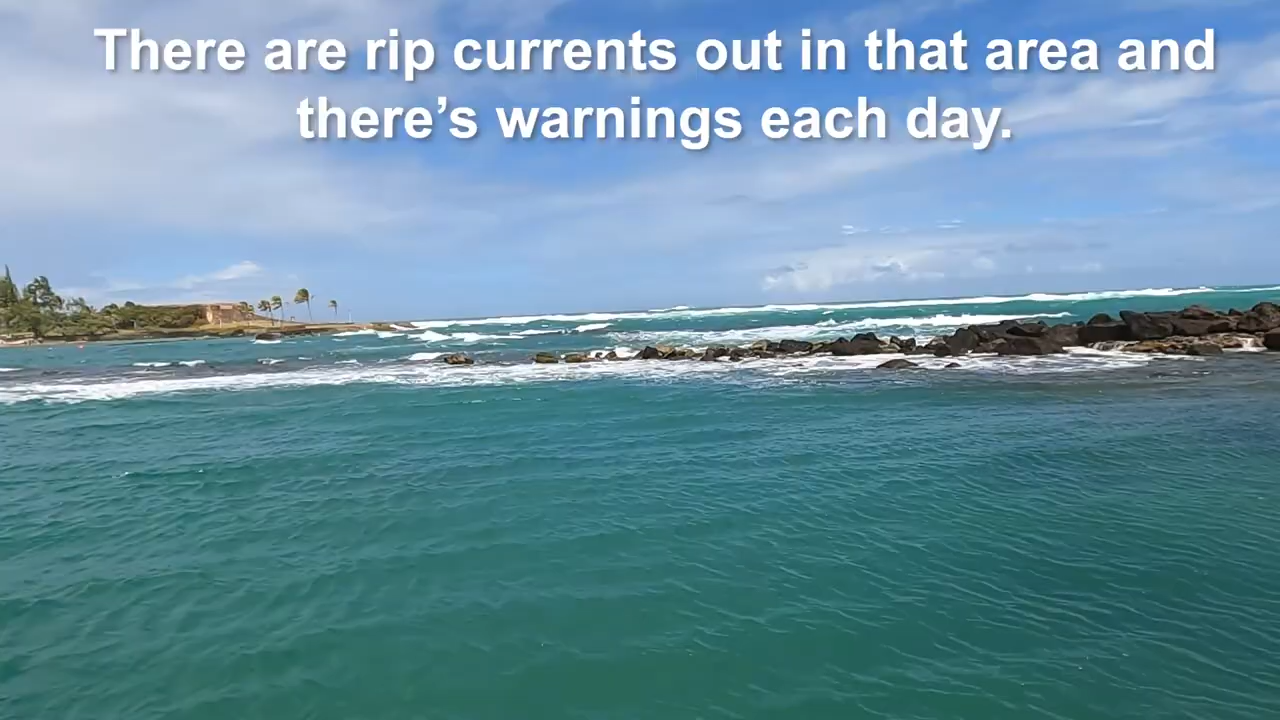 There are rip currents out in that area and
there’s warnings each day.